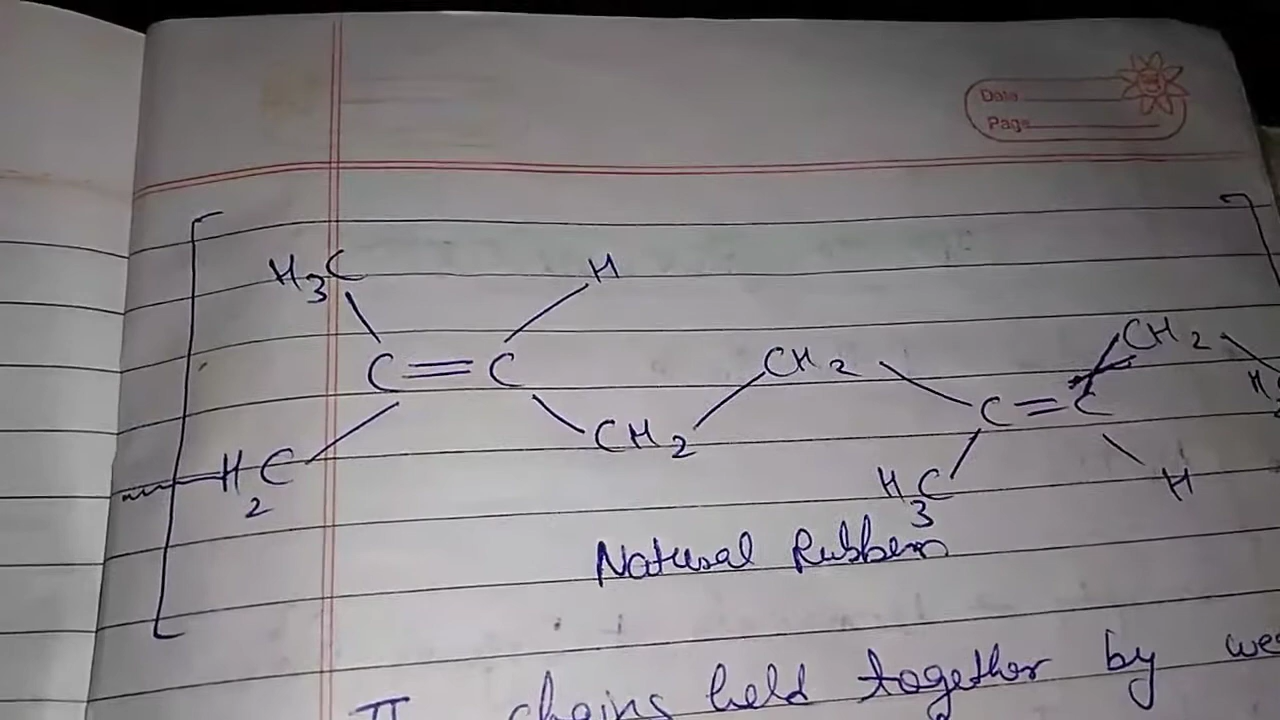 Date
Page
H3C H
C = C CH2 CH2
H2C CH2 C = C
H3C H
Natural Rubber
chains held together by